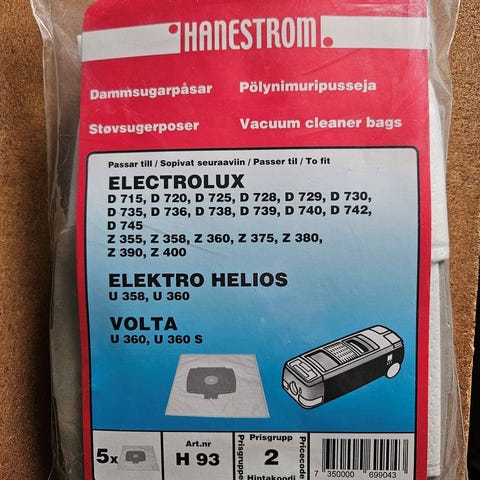 HANESTROM
Dammsugarpåsar Pölynimuripusseja
Støvsugerposer Vacuum cleaner bags
Passar till / Sopivat seuraaviin / Passer til / To fit
ELECTROLUX
D 715, D 720, D 725, D 728, D 729, D 730,
D 735, D 736, D 738, D 739, D 740, D 742,
D 745
Z 355, Z 358, Z 360, Z 375, Z 380,
Z 390, Z 400
ELEKTRO HELIOS
U 358, U 360
VOLTA
U 360, U 360 S
5x
Art.nr
H 93
Prisgruppe
Prisgrupp
2
Hintakoodi
Pricecode
7 350000 699043